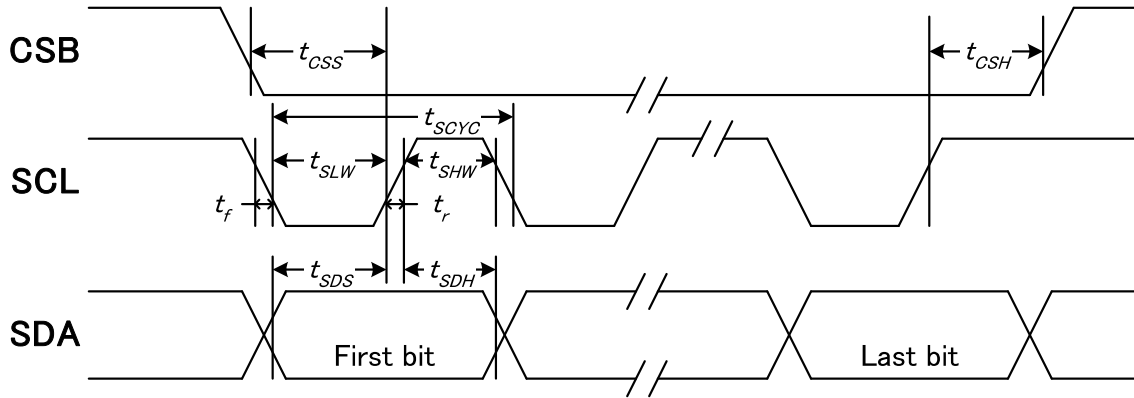 CSB
tCSS
tCSH
tSCYC
SCL
tSLW
tSHW
tf
tr
tSDS
tSDH
SDA
First bit
Last bit